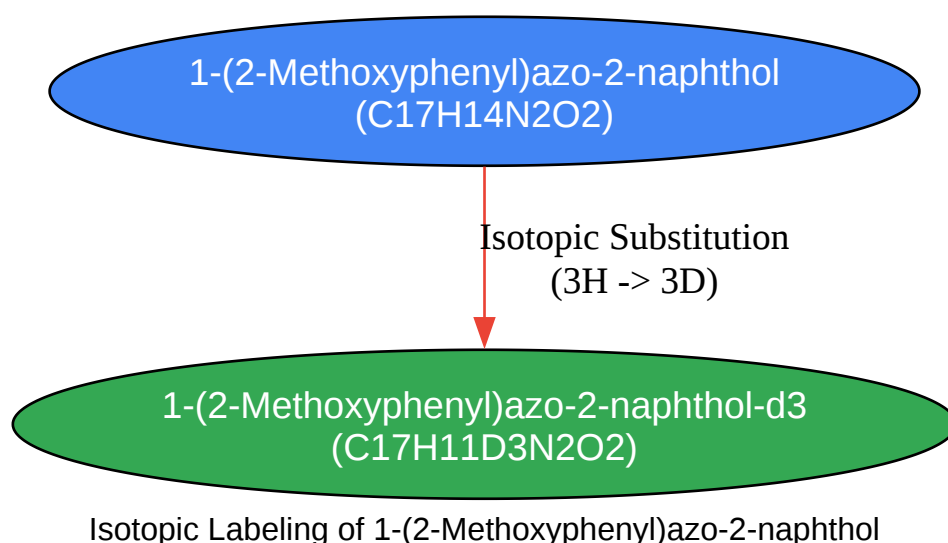 1-(2-Methoxyphenyl)azo-2-naphthol
(C17H14N2O2)
Isotopic Substitution
(3H -> 3D)
1-(2-Methoxyphenyl)azo-2-naphthol-d3
(C17H11D3N2O2)
Isotopic Labeling of 1-(2-Methoxyphenyl)azo-2-naphthol